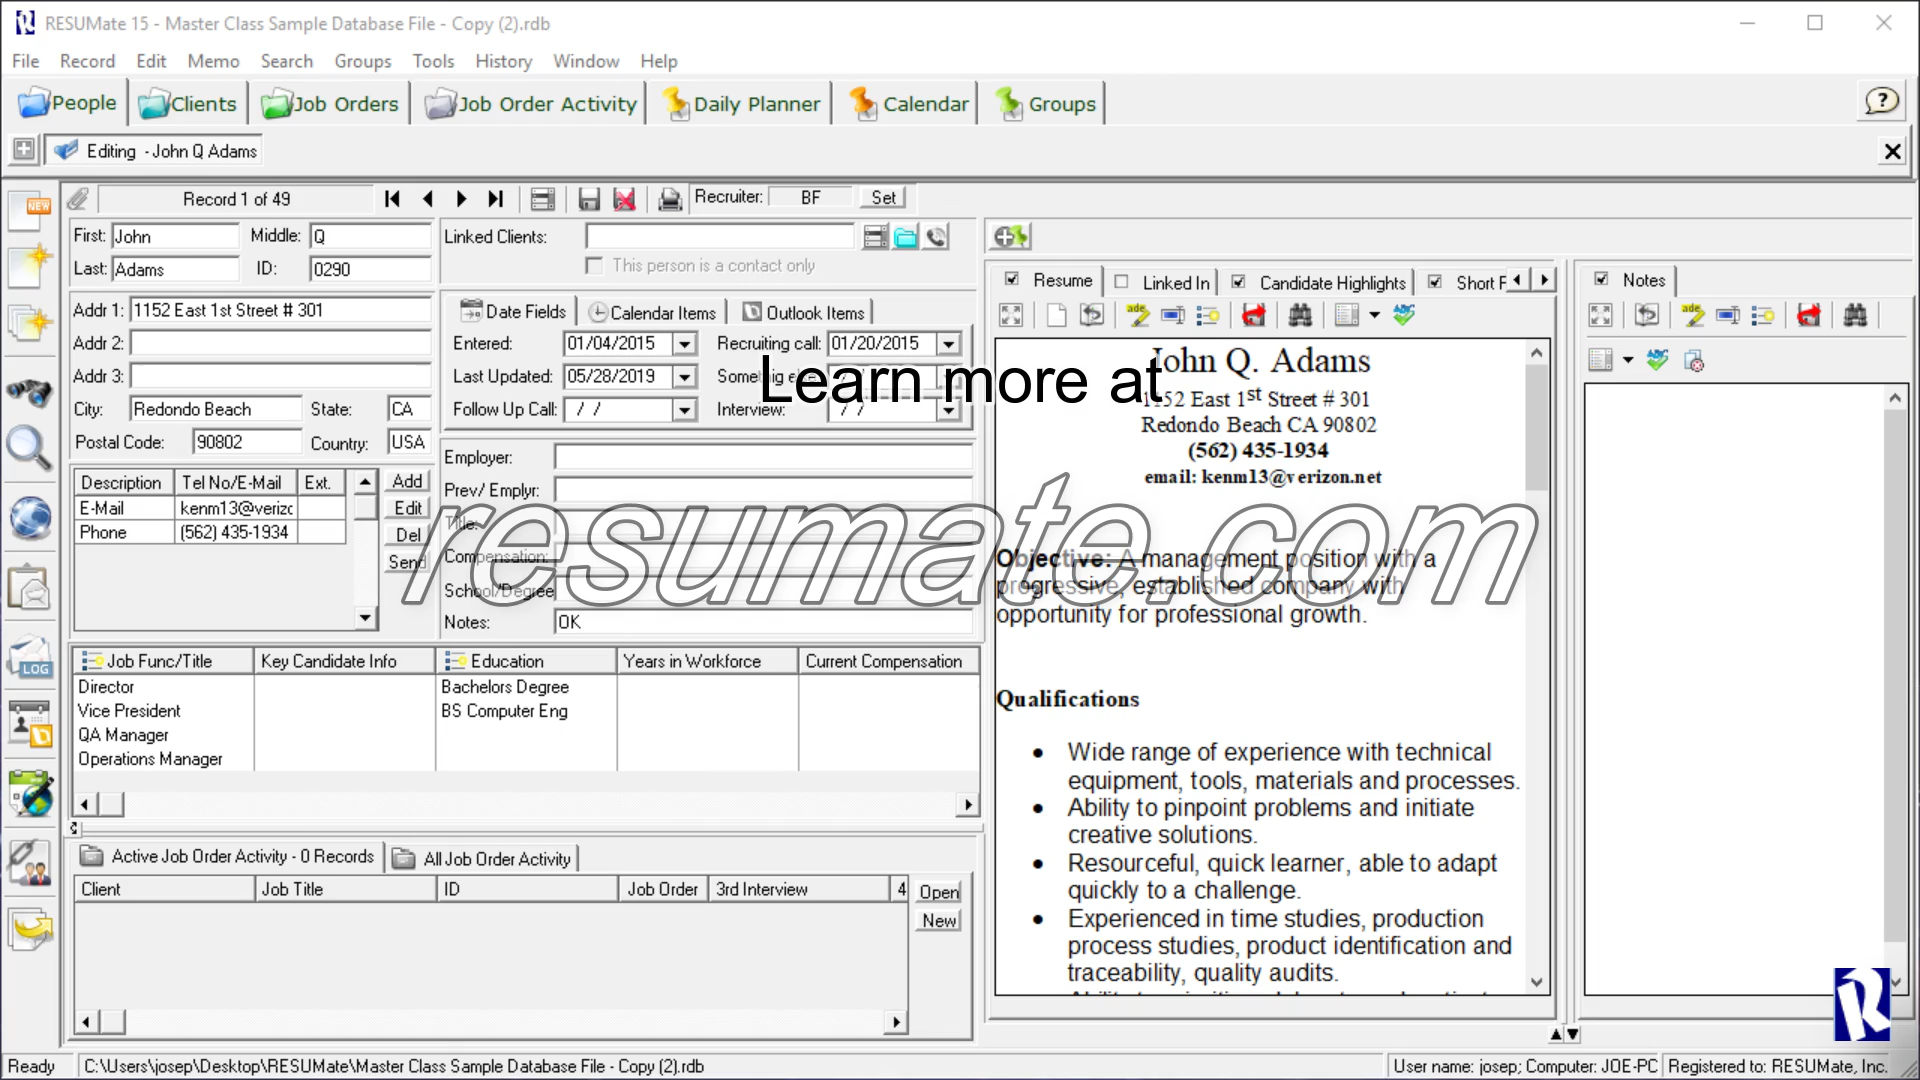 RESUMate 15 - Master Class Sample Database File - Copy (2).rdb
File Record Edit Memo Search Groups Tools History Window Help
People Clients Job Orders Job Order Activity Daily Planner Calendar Groups ?
Editing - John Q Adams
NEW
Record 1 of 49 Recruiter: BF Set
First: John Middle: Q
Last: Adams ID: 0290
Linked Clients:
This person is a contact only
Addr 1: 1152 East 1st Street # 301
Addr 2:
Addr 3:
City: Redondo Beach State: CA
Postal Code: 90802 Country: USA
Date Fields Calendar Items Outlook Items
Entered: 01/04/2015 Recruiting call: 01/20/2015
Last Updated: 05/28/2019
Follow Up Call: / / Interview: / /
Learn more at
resumate.com
Description Tel No/E-Mail Ext.
E-Mail kenm13@verizc
Phone (562) 435-1934
Add
Edit
Del
Send
Employer:
Prev/ Emplyr:
Title:
Compensation:
School/Degree
Notes: OK
LOG
Job Func/Title Key Candidate Info Education Years in Workforce Current Compensation
Director Bachelors Degree
Vice President BS Computer Eng
QA Manager
Operations Manager
Active Job Order Activity - 0 Records All Job Order Activity
Client Job Title ID Job Order 3rd Interview 4
Open
New
Resume Linked In Candidate Highlights Short F
John Q. Adams
1152 East 1st Street # 301
Redondo Beach CA 90802
(562) 435-1934
email: kenm13@verizon.net
Objective: A management position with a
progressive, established company with
opportunity for professional growth.
Qualifications
• Wide range of experience with technical
equipment, tools, materials and processes.
• Ability to pinpoint problems and initiate
creative solutions.
• Resourceful, quick learner, able to adapt
quickly to a challenge.
• Experienced in time studies, production
process studies, product identification and
traceability, quality audits.
Notes
Ready C:\Users\josep\Desktop\RESUMate\Master Class Sample Database File - Copy (2).rdb User name: josep; Computer: JOE-PC Registered to: RESUMate, Inc.